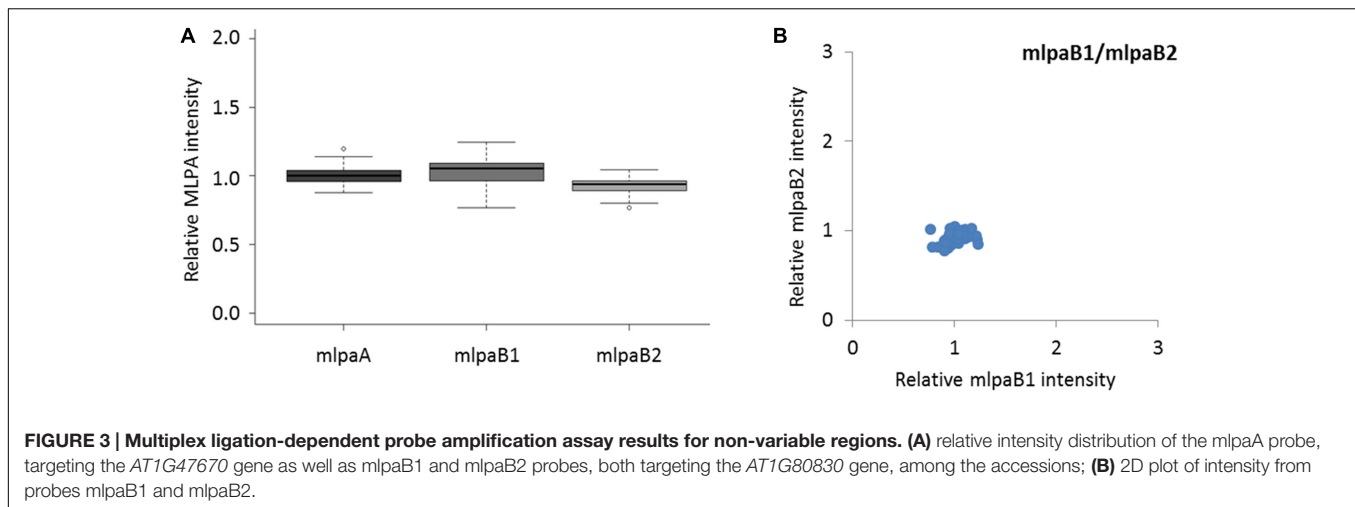 A
2.0
1.5
1.0
0.5
0.0
Relative MLPA intensity
mlpaA mlpaB1 mlpaB2
B
mlpaB1/mlpaB2
3
2
1
0
Relative mlpaB2 intensity
0 1 2 3
Relative mlpaB1 intensity
FIGURE 3 | Multiplex ligation-dependent probe amplification assay results for non-variable regions. (A) relative intensity distribution of the mlpaA probe,
targeting the AT1G47670 gene as well as mlpaB1 and mlpaB2 probes, both targeting the AT1G80830 gene, among the accessions; (B) 2D plot of intensity from
probes mlpaB1 and mlpaB2.